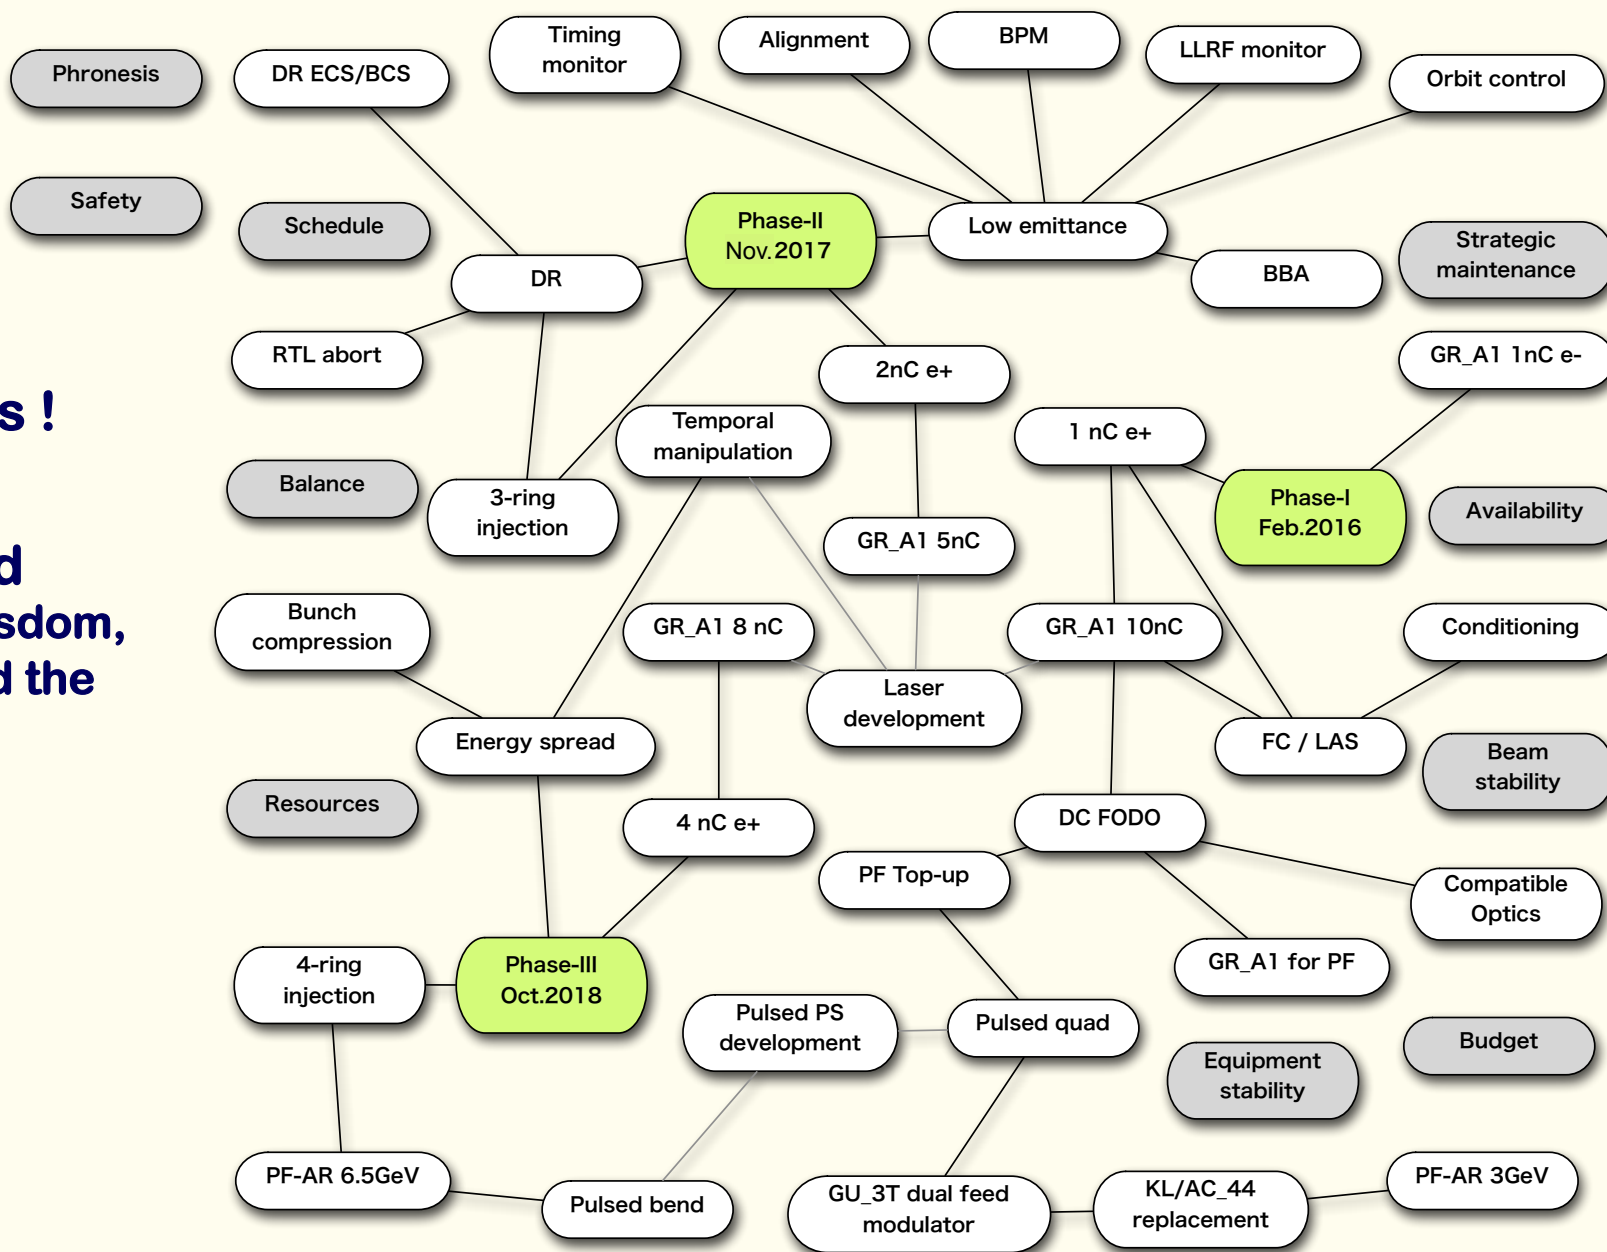 Timing
monitor
Alignment
BPM
LLRF monitor
Orbit control
Phronesis
DR ECS/BCS
Safety
Schedule
Phase-II
Nov.2017
Low emittance
Strategic
maintenance
DR
BBA
RTL abort
2nC e+
GR_A1 1nC e-
s !
Temporal
manipulation
1 nC e+
Balance
3-ring
injection
Phase-I
Feb.2016
Availability
GR_A1 5nC
d
sdom,
d the
Bunch
compression
GR_A1 8 nC
GR_A1 10nC
Conditioning
Laser
development
Energy spread
FC / LAS
Beam
stability
Resources
4 nC e+
DC FODO
PF Top-up
Compatible
Optics
4-ring
injection
Phase-III
Oct.2018
GR_A1 for PF
Pulsed PS
development
Pulsed quad
Budget
Equipment
stability
PF-AR 6.5GeV
Pulsed bend
GU_3T dual feed
modulator
KL/AC_44
replacement
PF-AR 3GeV